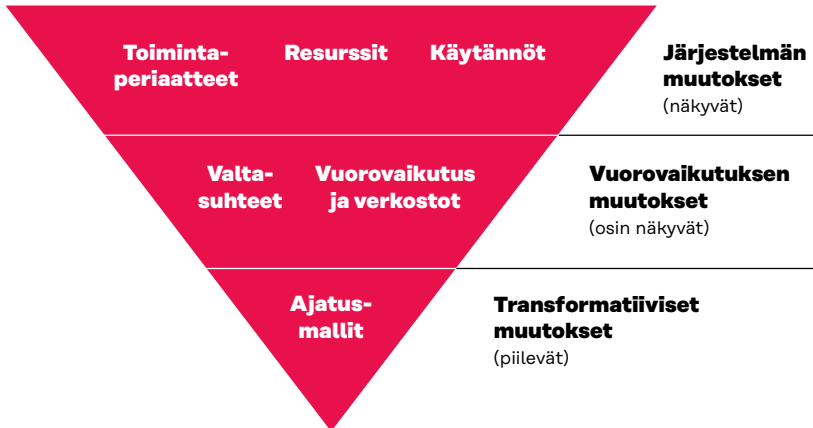 Toiminta-
periaatteet
Resurssit
Käytännöt
Järjestelmän
muutokset
(näkyvät)
Valta-
suhteet
Vuorovaikutus
ja verkostot
Vuorovaikutuksen
muutokset
(osin näkyvät)
Ajatus-
mallit
Transformatiiviset
muutokset
(piilevät)